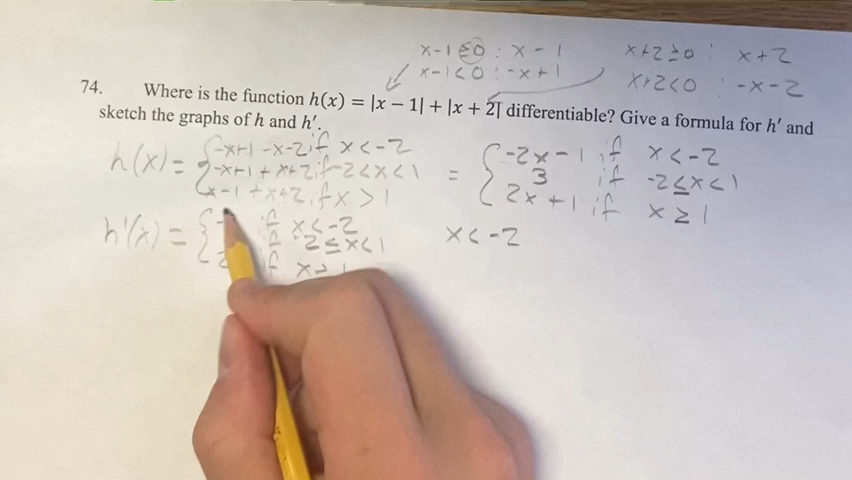 x-1≥0 : x-1 x+2≥0 : x+2
x-1<0 : -x+1 x+2<0 : -x-2
74. Where is the function h(x) = |x − 1| + |x + 2| differentiable? Give a formula for h′ and
sketch the graphs of h and h′.
h(x) = { -x+1 -x-2 if x<-2 = { -2x-1 if x<-2
-x+1 + x+2 if -2<x<1 3 if -2≤x<1
x-1 + x+2 if x>1 2x+1 if x≥1
h'(x) = { if x<-2 x<-2
if 2≤x<1
2 if x≥1